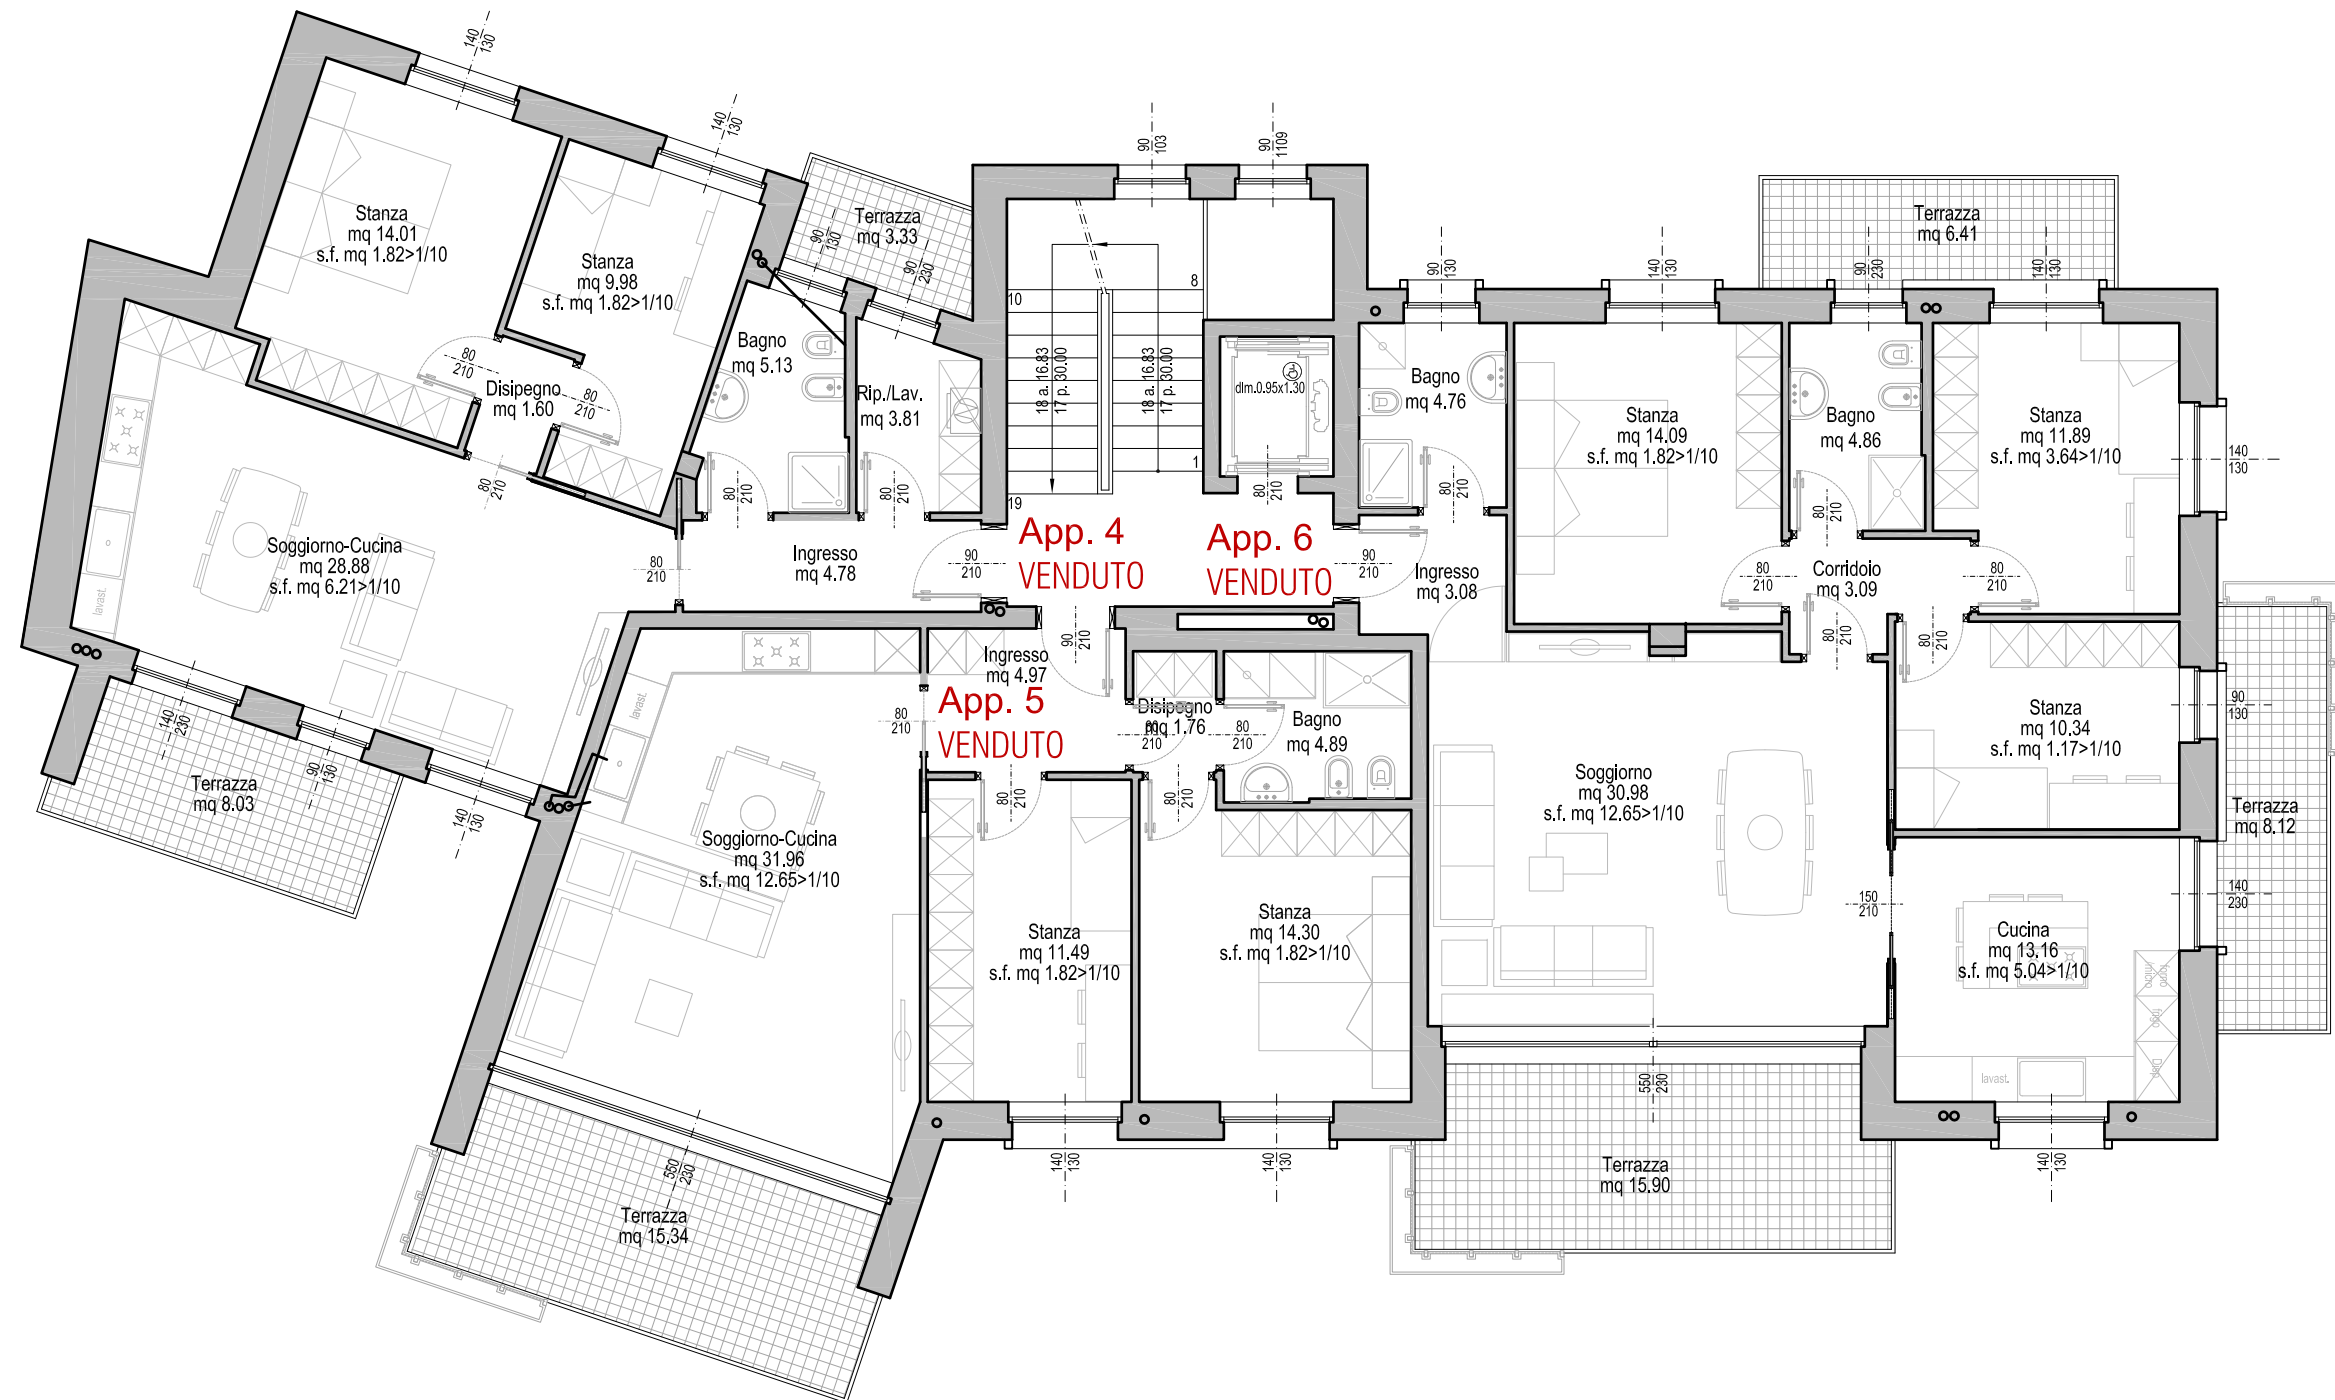 140
130
140
130
Stanza
mq 14.01
s.f. mq 1.82>1/10
Stanza
mq 9.98
s.f. mq 1.82>1/10
Terrazza
mq 3.33
90
130
90
230
90
103
90
1109
Bagno
mq 5.13
Rip./Lav.
mq 3.81
Disipegno
mq 1.60
80
210
80
210
80
210
80
210
80
210
80
210
Soggiorno-Cucina
mq 28.88
s.f. mq 6.21>1/10
lavast.
Ingresso
mq 4.78
90
210
140
230
90
130
140
130
Terrazza
mq 8.03
10
8
18 a. 16.83
17 p. 30.00
18 a. 16.83
17 p. 30.00
1
19
dim.0.95x1.30
80
210
App. 4
VENDUTO
App. 6
VENDUTO
90
210
90
210
Ingresso
mq 4.97
App. 5
VENDUTO
80
210
lavast.
Soggiorno-Cucina
mq 31.96
s.f. mq 12.65>1/10
Disipegno
mq 1.76
80
210
80
210
Bagno
mq 4.89
80
210
80
210
Stanza
mq 11.49
s.f. mq 1.82>1/10
Stanza
mq 14.30
s.f. mq 1.82>1/10
140
130
140
130
550
230
Terrazza
mq 15.34
90
130
140
130
90
230
140
130
Terrazza
mq 6.41
Bagno
mq 4.76
80
210
Ingresso
mq 3.08
Stanza
mq 14.09
s.f. mq 1.82>1/10
80
210
Bagno
mq 4.86
80
210
Corridoio
mq 3.09
80
210
80
210
80
210
Stanza
mq 11.89
s.f. mq 3.64>1/10
140
130
Stanza
mq 10.34
s.f. mq 1.17>1/10
90
130
Terrazza
mq 8.12
Soggiorno
mq 30.98
s.f. mq 12.65>1/10
150
210
Cucina
mq 13.16
s.f. mq 5.04>1/10
140
230
forno
micro
frigo
Disp
lavast.
550
230
140
130
Terrazza
mq 15.90